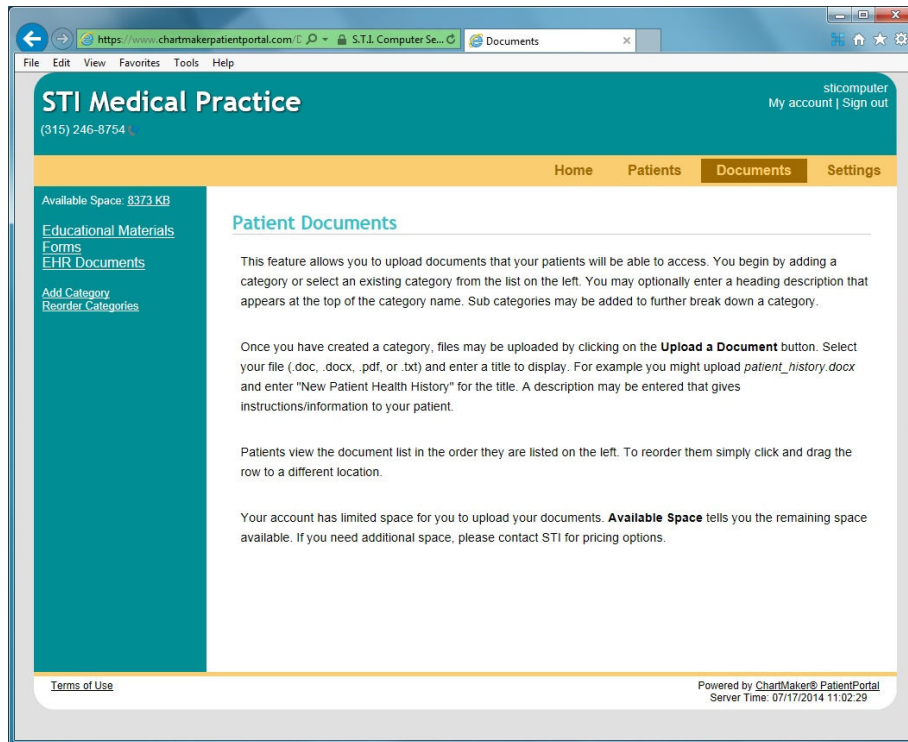 https://www.chartmakerpatientportal.com/
S.T.I. Computer Se...
Documents
File Edit View Favorites Tools Help
STI Medical Practice
(315) 246-8754
sticomputer
My account | Sign out
Home Patients Documents Settings
Available Space: 8373 KB
Educational Materials
Forms
EHR Documents
Add Category
Reorder Categories
Patient Documents
This feature allows you to upload documents that your patients will be able to access. You begin by adding a
category or select an existing category from the list on the left. You may optionally enter a heading description that
appears at the top of the category name. Sub categories may be added to further break down a category.
Once you have created a category, files may be uploaded by clicking on the Upload a Document button. Select
your file (.doc, .docx, .pdf, or .txt) and enter a title to display. For example you might upload patient_history.docx
and enter "New Patient Health History" for the title. A description may be entered that gives
instructions/information to your patient.
Patients view the document list in the order they are listed on the left. To reorder them simply click and drag the
row to a different location.
Your account has limited space for you to upload your documents. Available Space tells you the remaining space
available. If you need additional space, please contact STI for pricing options.
Terms of Use
Powered by ChartMaker® PatientPortal
Server Time: 07/17/2014 11:02:29